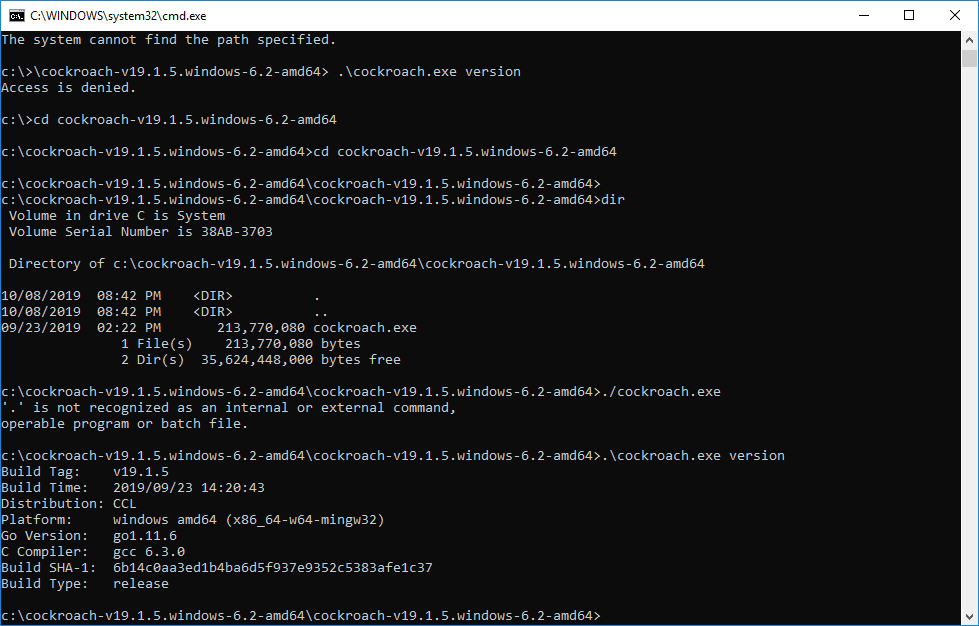 C:\WINDOWS\system32\cmd.exe
The system cannot find the path specified.
c:\>\cockroach-v19.1.5.windows-6.2-amd64> .\cockroach.exe version
Access is denied.
c:\>cd cockroach-v19.1.5.windows-6.2-amd64
c:\cockroach-v19.1.5.windows-6.2-amd64>cd cockroach-v19.1.5.windows-6.2-amd64
c:\cockroach-v19.1.5.windows-6.2-amd64\cockroach-v19.1.5.windows-6.2-amd64>
c:\cockroach-v19.1.5.windows-6.2-amd64\cockroach-v19.1.5.windows-6.2-amd64>dir
 Volume in drive C is System
 Volume Serial Number is 38AB-3703
 Directory of c:\cockroach-v19.1.5.windows-6.2-amd64\cockroach-v19.1.5.windows-6.2-amd64
10/08/2019  08:42 PM    <DIR>          .
10/08/2019  08:42 PM    <DIR>          ..
09/23/2019  02:22 PM       213,770,080 cockroach.exe
               1 File(s)    213,770,080 bytes
               2 Dir(s)  35,624,448,000 bytes free
c:\cockroach-v19.1.5.windows-6.2-amd64\cockroach-v19.1.5.windows-6.2-amd64>./cockroach.exe
'.' is not recognized as an internal or external command,
operable program or batch file.
c:\cockroach-v19.1.5.windows-6.2-amd64\cockroach-v19.1.5.windows-6.2-amd64>.\cockroach.exe version
Build Tag:    v19.1.5
Build Time:   2019/09/23 14:20:43
Distribution: CCL
Platform:     windows amd64 (x86_64-w64-mingw32)
Go Version:   go1.11.6
C Compiler:   gcc 6.3.0
Build SHA-1:  6b14c0aa3ed1b4ba6d5f937e9352c5383afe1c37
Build Type:   release
c:\cockroach-v19.1.5.windows-6.2-amd64\cockroach-v19.1.5.windows-6.2-amd64>